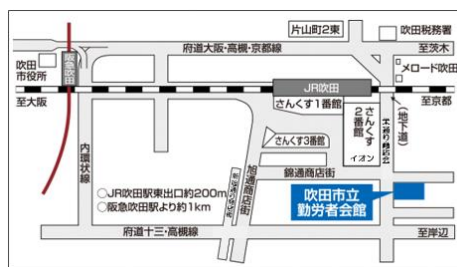 片山町2東
吹田税務署
府道大阪・高槻・京都線
至茨木
吹田
市役所
阪急吹田
メロード吹田
JR吹田
至大阪
至京都
さんくす1番館
さんくす
2番館
イオン
(地下道)
さんくす3番館
内環状線
旭通商店街
錦通商店街
○JR吹田駅東出口約200m
○阪急吹田駅より約1km
吹田市立
勤労者会館
府道十三・高槻線
至岸辺